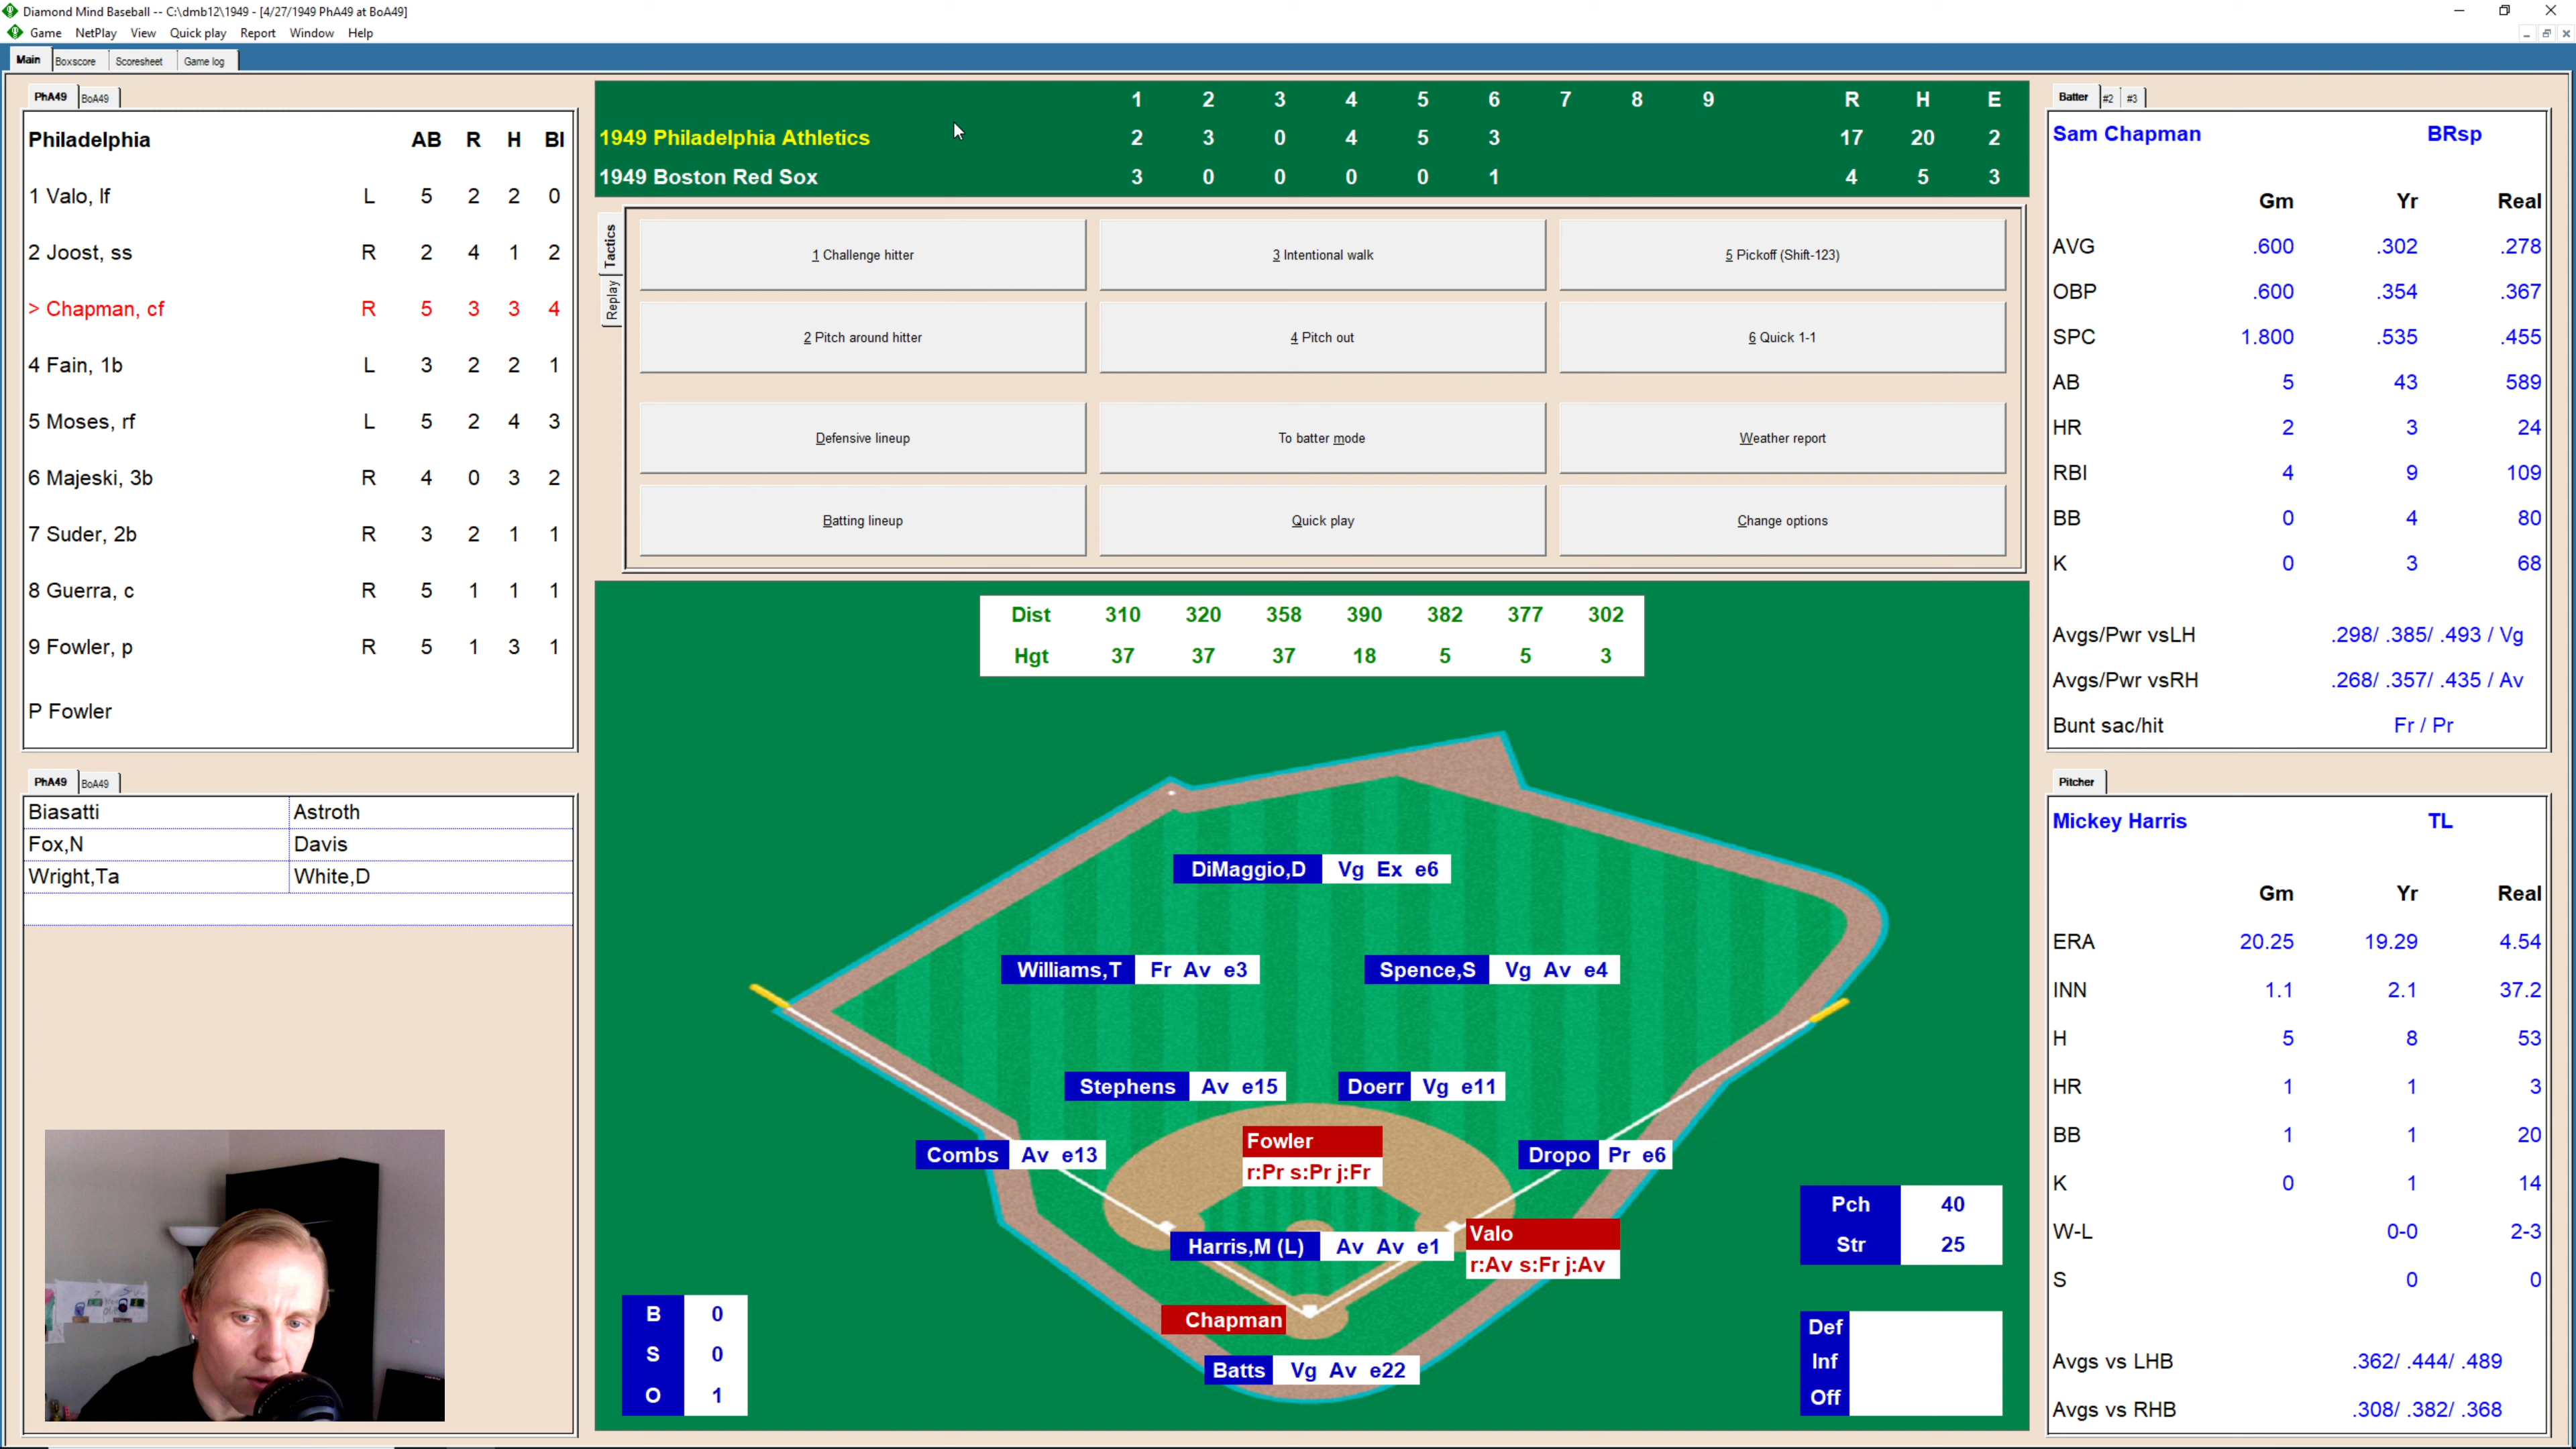 Diamond Mind Baseball -- C:\dmb12\1949 - [4/27/1949 PhA49 at BoA49]
Game NetPlay View Quick play Report Window Help
Main Boxscore Scoresheet Game log
PhA49 BoA49
Philadelphia AB R H BI
1 Valo, lf L 5 2 2 0
2 Joost, ss R 2 4 1 2
> Chapman, cf R 5 3 3 4
4 Fain, 1b L 3 2 2 1
5 Moses, rf L 5 2 4 3
6 Majeski, 3b R 4 0 3 2
7 Suder, 2b R 3 2 1 1
8 Guerra, c R 5 1 1 1
9 Fowler, p R 5 1 3 1
P Fowler
PhA49 BoA49
Biasatti Astroth
Fox,N Davis
Wright,Ta White,D
1 2 3 4 5 6 7 8 9 R H E
1949 Philadelphia Athletics 2 3 0 4 5 3 17 20 2
1949 Boston Red Sox 3 0 0 0 0 1 4 5 3
Tactics
Replay
1 Challenge hitter 3 Intentional walk 5 Pickoff (Shift-123)
2 Pitch around hitter 4 Pitch out 6 Quick 1-1
Defensive lineup To batter mode Weather report
Batting lineup Quick play Change options
Dist 310 320 358 390 382 377 302
Hgt 37 37 37 18 5 5 3
DiMaggio,D Vg Ex e6
Williams,T Fr Av e3
Spence,S Vg Av e4
Stephens Av e15
Doerr Vg e11
Combs Av e13
Fowler
r:Pr s:Pr j:Fr
Dropo Pr e6
Harris,M (L) Av Av e1
Valo
r:Av s:Fr j:Av
Chapman
Batts Vg Av e22
B 0
S 0
O 1
Pch 40
Str 25
Def
Inf
Off
Batter #2 #3
Sam Chapman BRsp
Gm Yr Real
AVG .600 .302 .278
OBP .600 .354 .367
SPC 1.800 .535 .455
AB 5 43 589
HR 2 3 24
RBI 4 9 109
BB 0 4 80
K 0 3 68
Avgs/Pwr vsLH .298/ .385/ .493 / Vg
Avgs/Pwr vsRH .268/ .357/ .435 / Av
Bunt sac/hit Fr / Pr
Pitcher
Mickey Harris TL
Gm Yr Real
ERA 20.25 19.29 4.54
INN 1.1 2.1 37.2
H 5 8 53
HR 1 1 3
BB 1 1 20
K 0 1 14
W-L 0-0 2-3
S 0 0
Avgs vs LHB .362/ .444/ .489
Avgs vs RHB .308/ .382/ .368